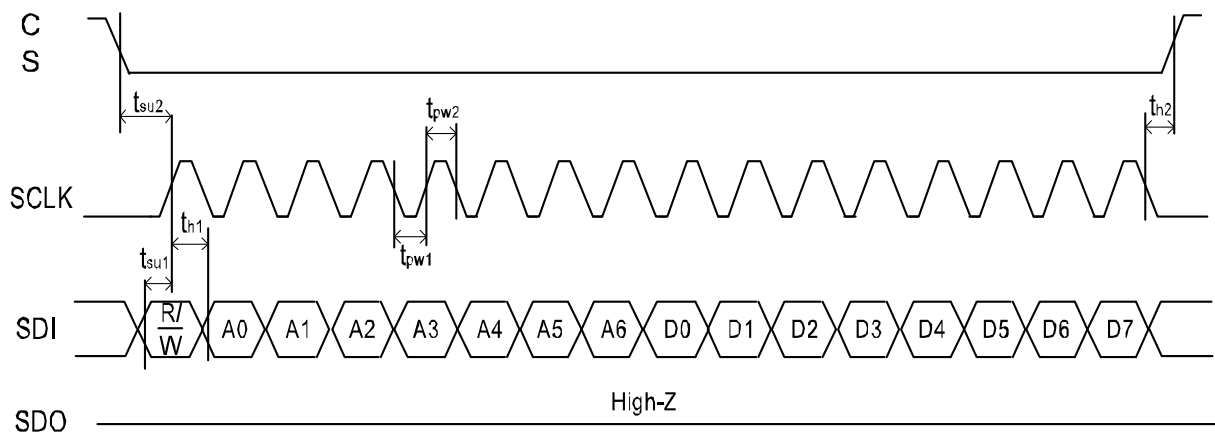 C
S
tsu2
tpw2
th2
SCLK
th1
tpw1
tsu1
SDI
R/
W
A0 A1 A2 A3 A4 A5 A6 D0 D1 D2 D3 D4 D5 D6 D7
High-Z
SDO